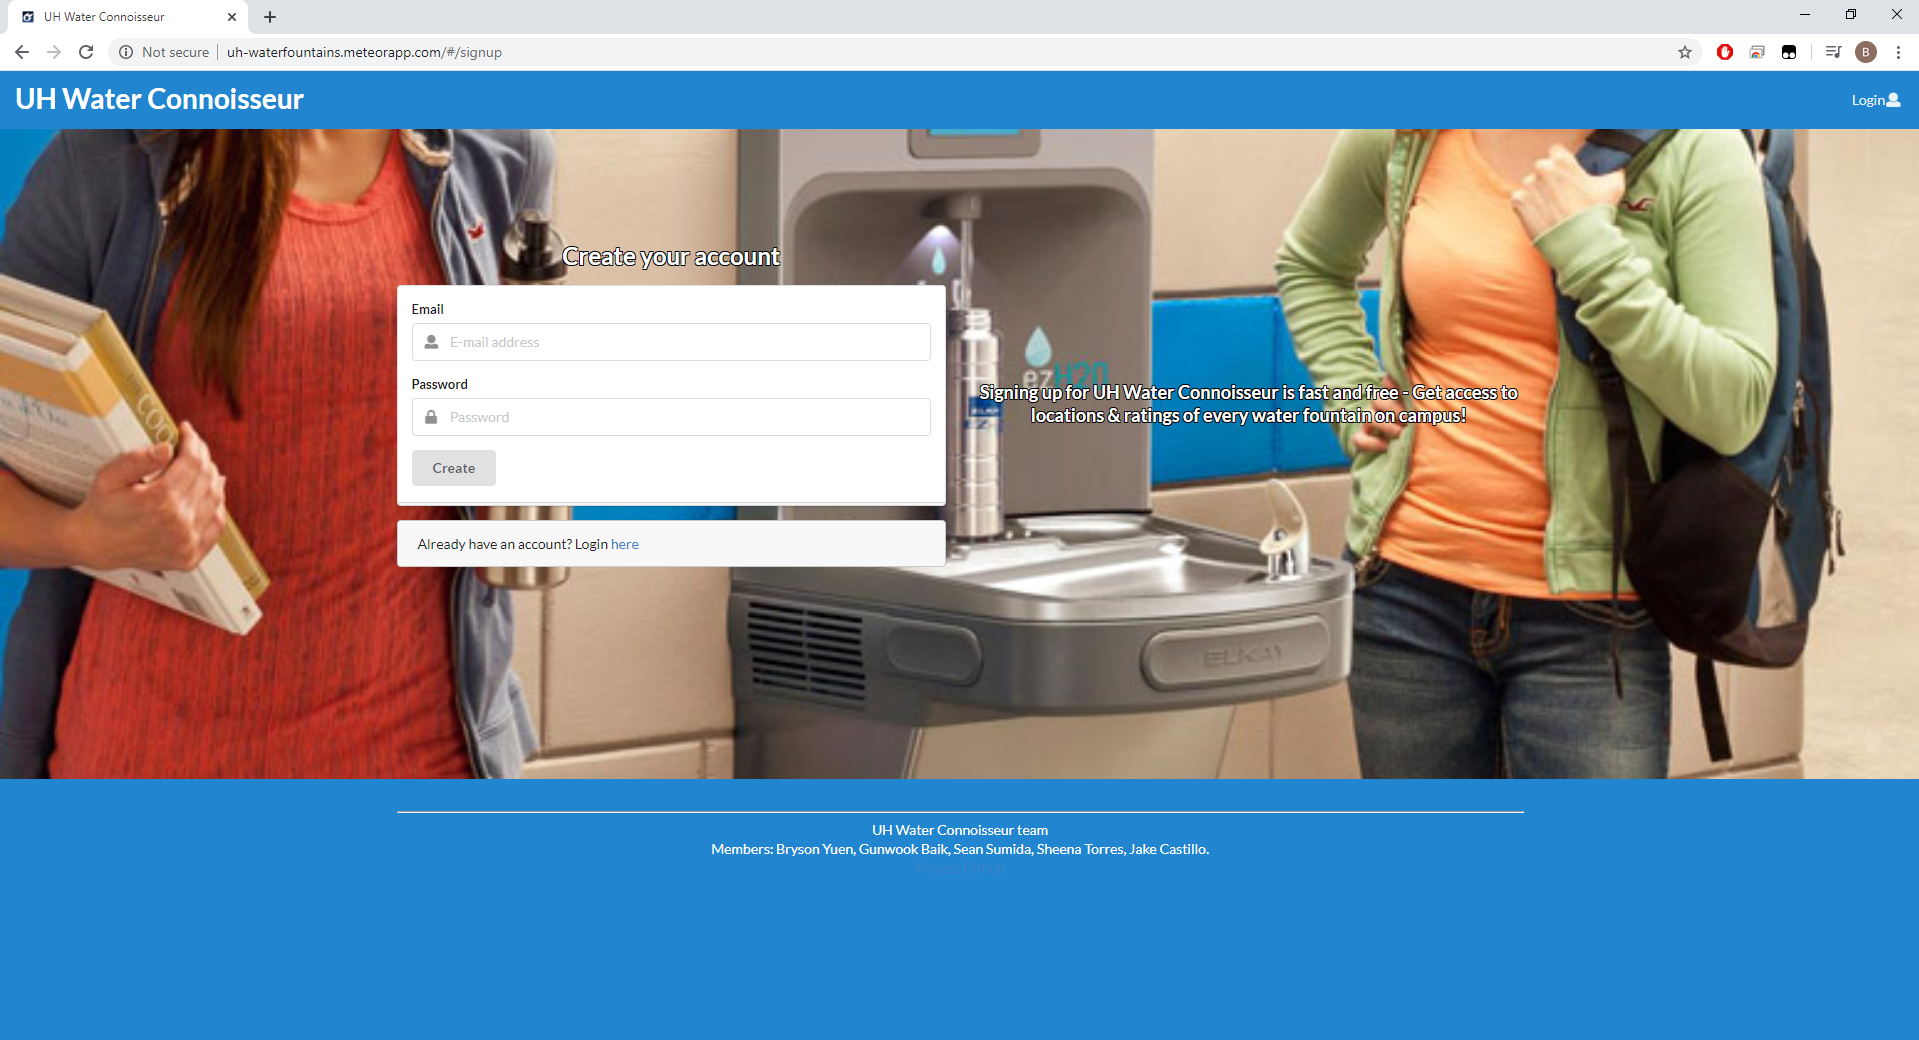 UH Water Connoisseur
Not secure
uh-waterfountains.meteorapp.com/#/signup
B
UH Water Connoisseur
Login
Create your account
Email
E-mail address
Password
Password
Create
Already have an account? Login here
ezH2O
Signing up for UH Water Connoisseur is fast and free - Get access to
locations & ratings of every water fountain on campus!
ELKAY
UH Water Connoisseur team
Members: Bryson Yuen, Gunwook Baik, Sean Sumida, Sheena Torres, Jake Castillo.
Project Github